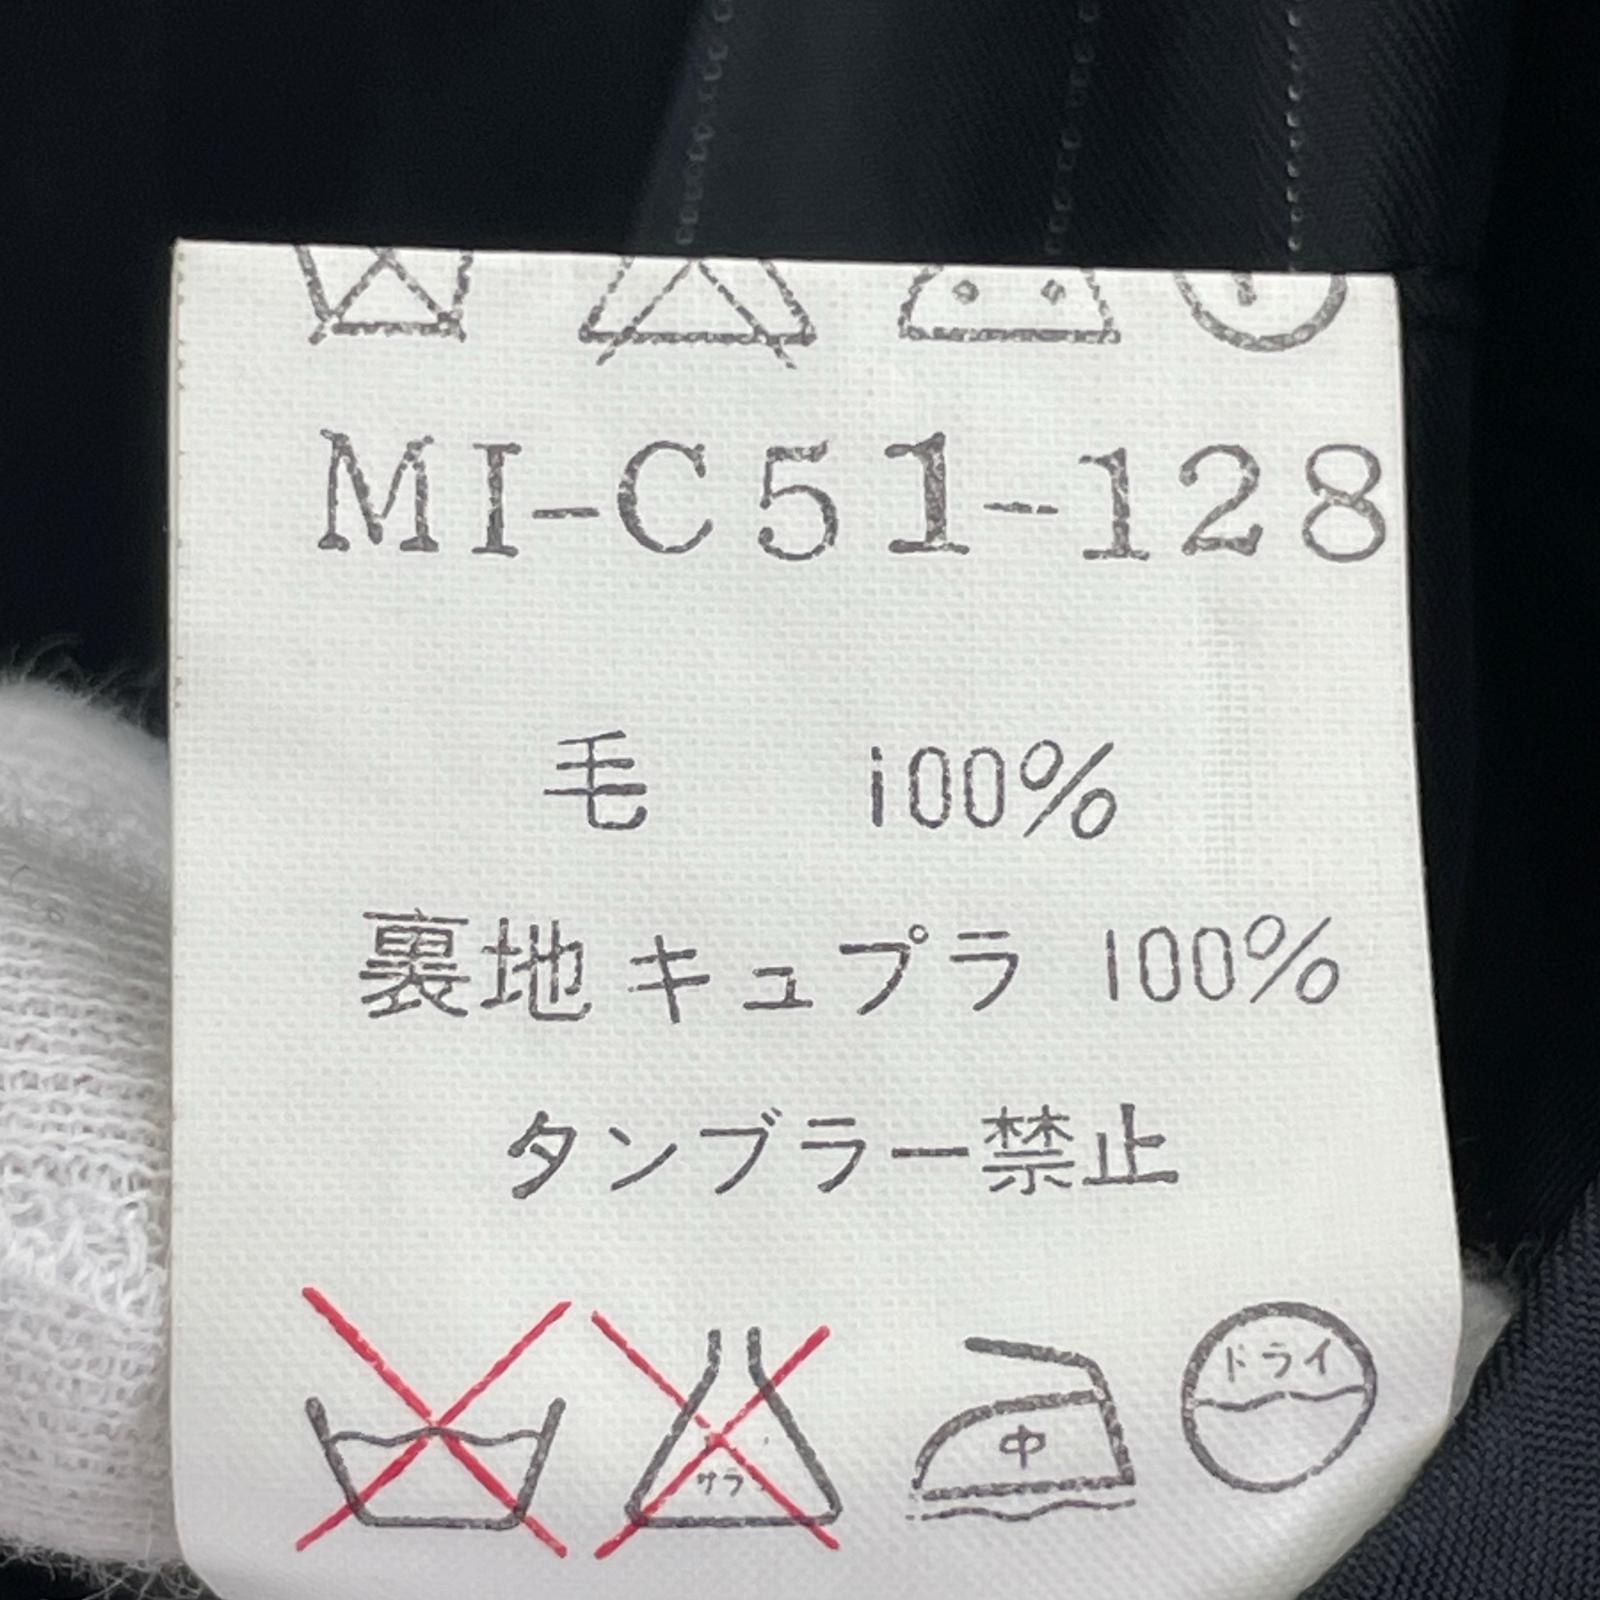 MI-C51-128
毛 100%
裏地キュプラ 100%
タンブラー禁止
サラ 中 ドライ